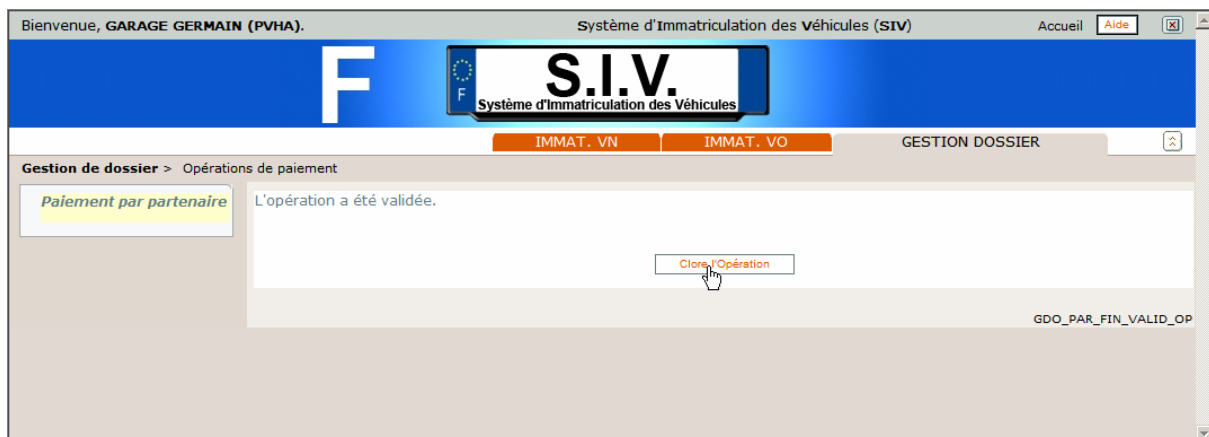 Bienvenue, GARAGE GERMAIN (PVHA). Système d'Immatriculation des Véhicules (SIV) Accueil Aide
F
F S.I.V.
Système d'Immatriculation des Véhicules
IMMAT. VN IMMAT. VO GESTION DOSSIER
Gestion de dossier > Opérations de paiement
Paiement par partenaire L'opération a été validée.
Clore l'Opération
GDO_PAR_FIN_VALID_OP